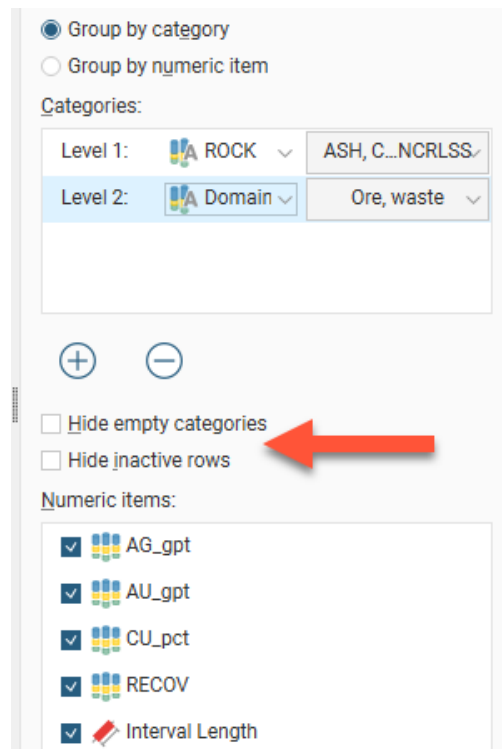 Group by category
Group by numeric item
Categories:
Level 1: A ROCK ASH, C...NCRLSS
Level 2: A Domain Ore, waste
Hide empty categories
Hide inactive rows
Numeric items:
AG_gpt
AU_gpt
CU_pct
RECOV
Interval Length